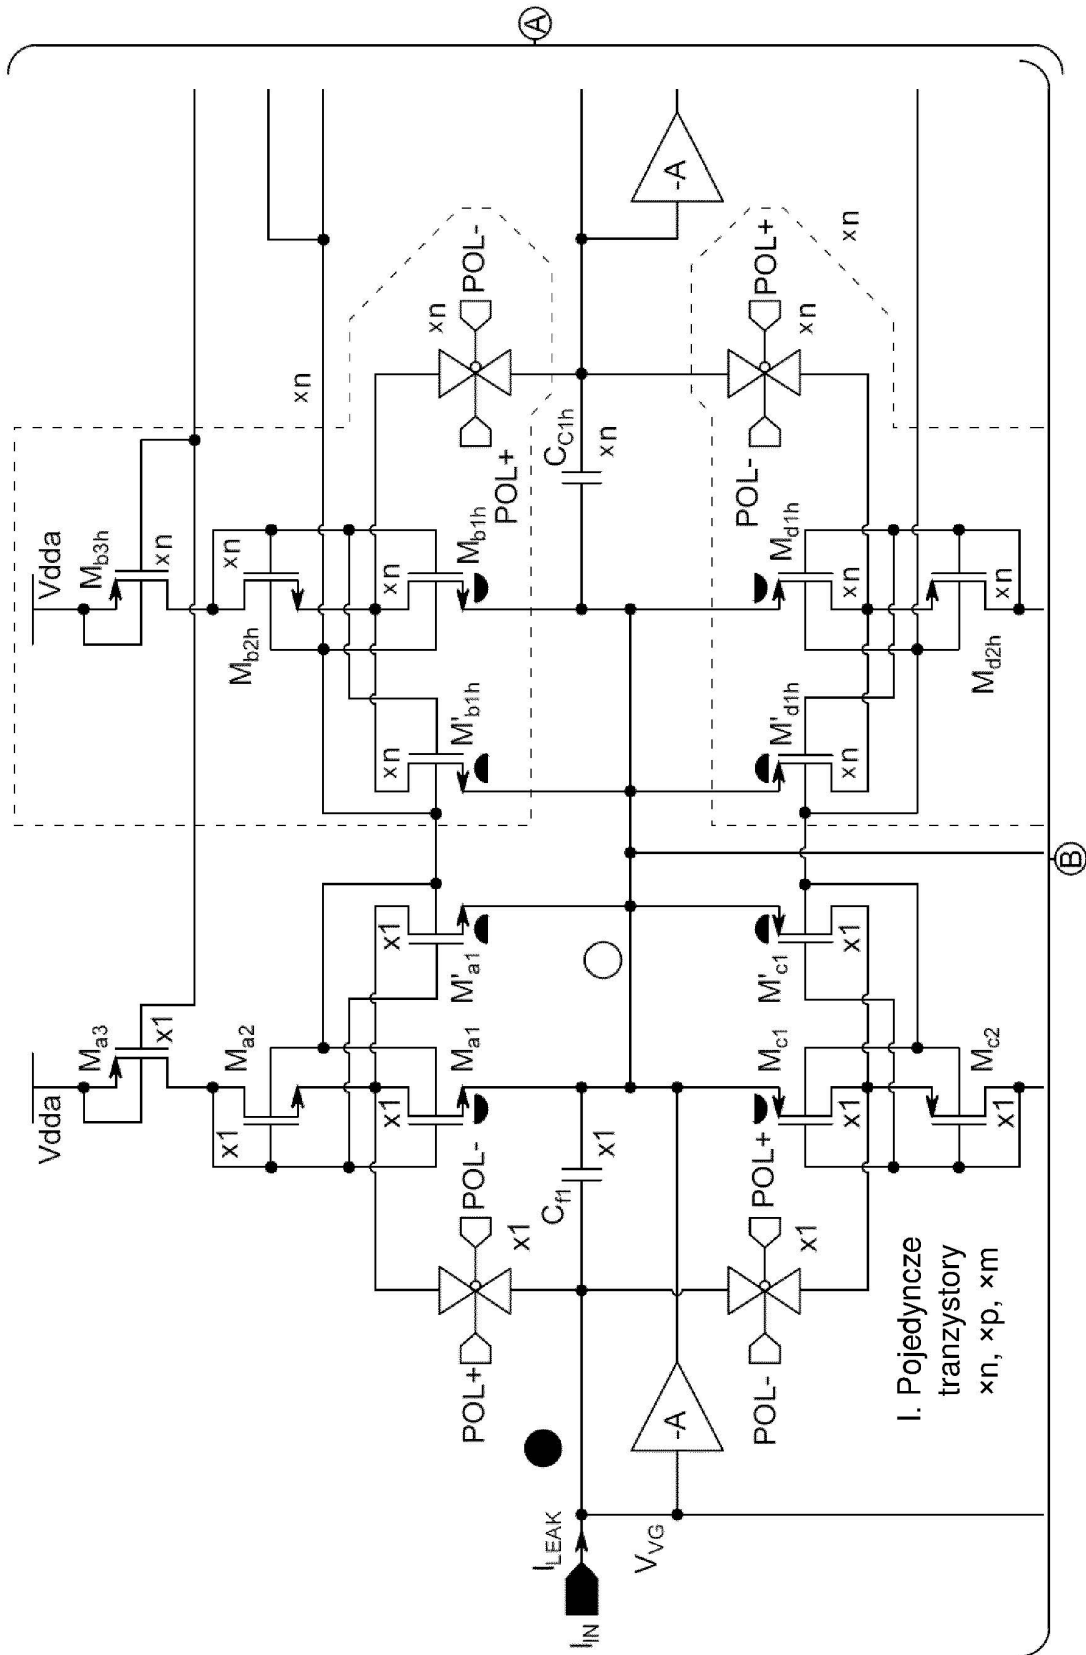 A
Vdda
Vdda
Ma3
x1
Mb3h
xn
Ma2
x1
Mb2h
xn
xn
POL+
POL-
x1
x1
Ma1
x1
M'a1
xn
M'b1h
xn
Mb1h
POL+
POL-
xn
IIN
ILEAK
Cf1
x1
CC1h
xn
VVG
-A
-A
POL-
POL+
x1
Mc1
x1
M'c1
x1
M'd1h
xn
Md1h
xn
POL-
POL+
xn
xn
Mc2
x1
Md2h
xn
I. Pojedyncze
tranzystory
×n, ×p, ×m
B